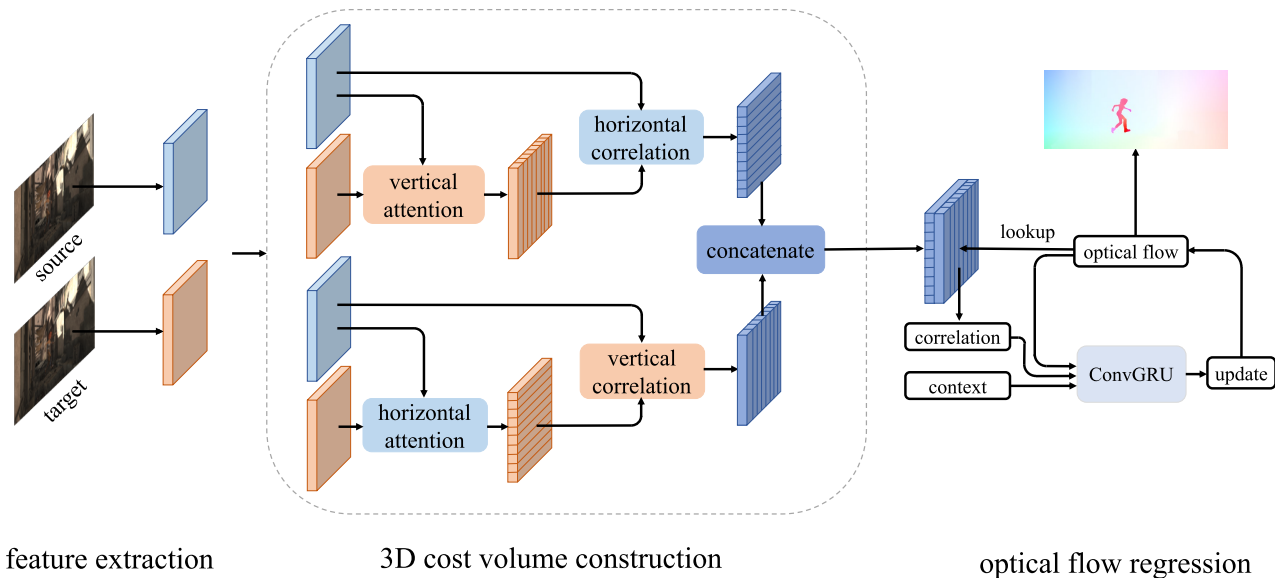 source
target
feature extraction
vertical
attention
horizontal
correlation
horizontal
attention
vertical
correlation
concatenate
3D cost volume construction
lookup
optical flow
correlation
context
ConvGRU
update
optical flow regression